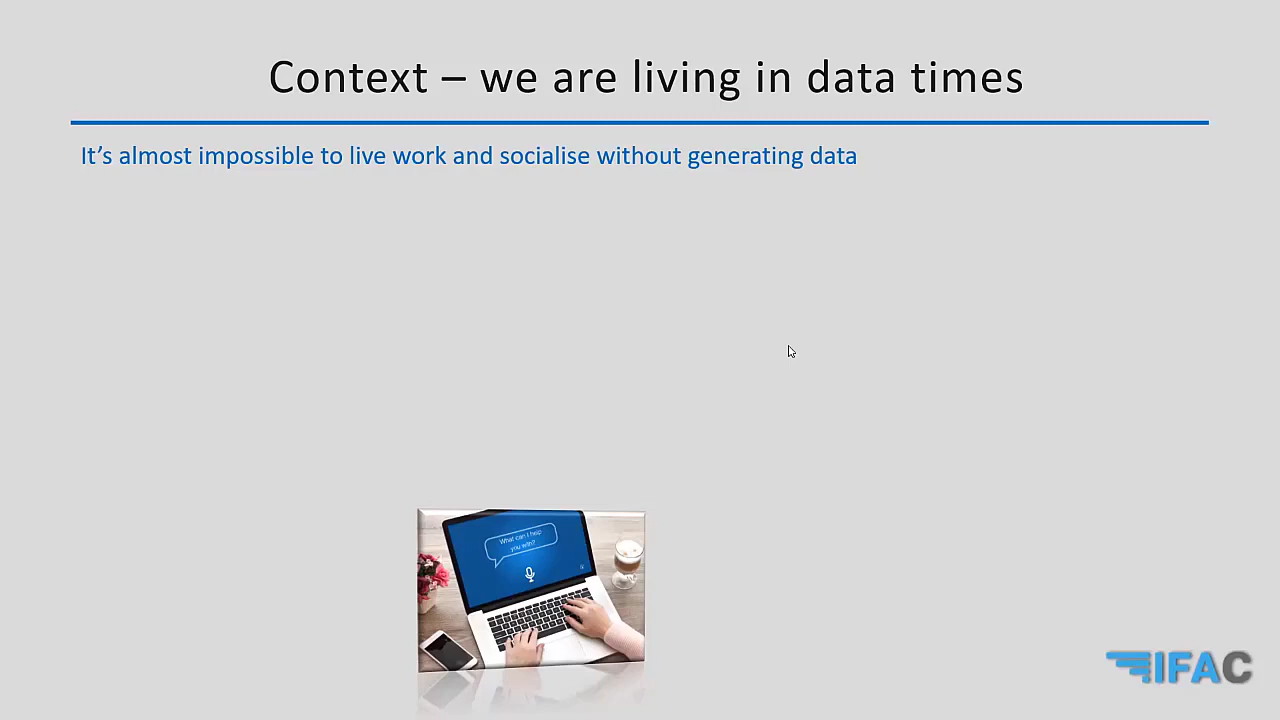 Context – we are living in data times
It’s almost impossible to live work and socialise without generating data
What can I help
you win?
IFAC